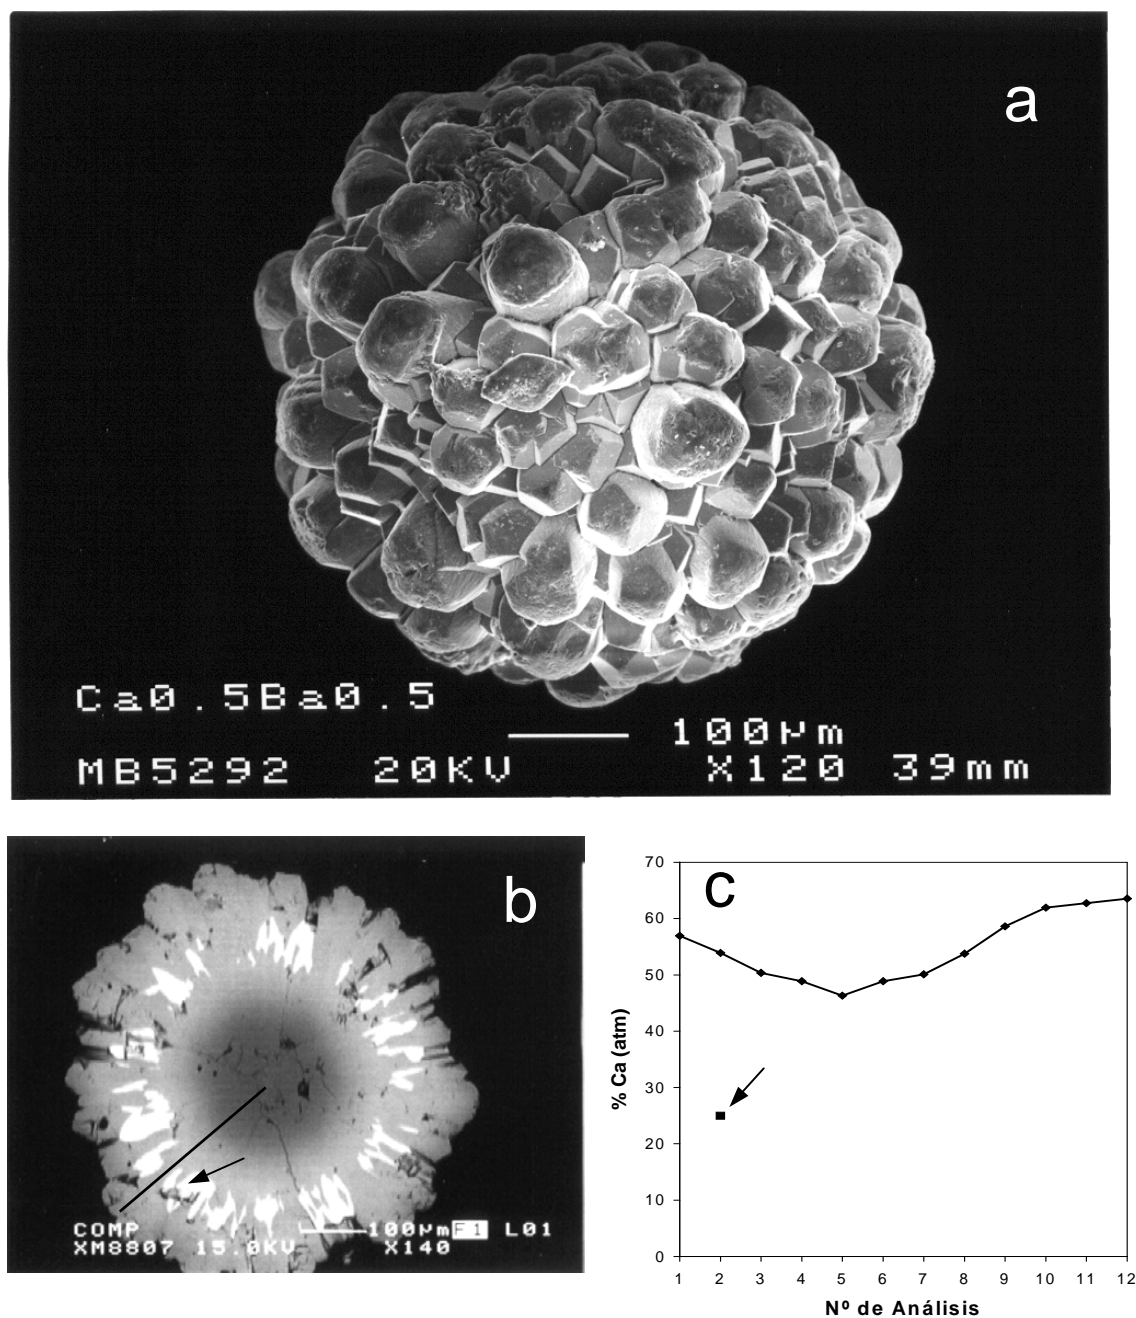 a
Ca0.5Ba0.5
100µm
MB5292 20KV X120 39mm
b
COMP 100µm F1 L01
XM8807 15.0KV X140
c
% Ca (atm)
70
60
50
40
30
20
10
0
1 2 3 4 5 6 7 8 9 10 11 12
Nº de Análisis